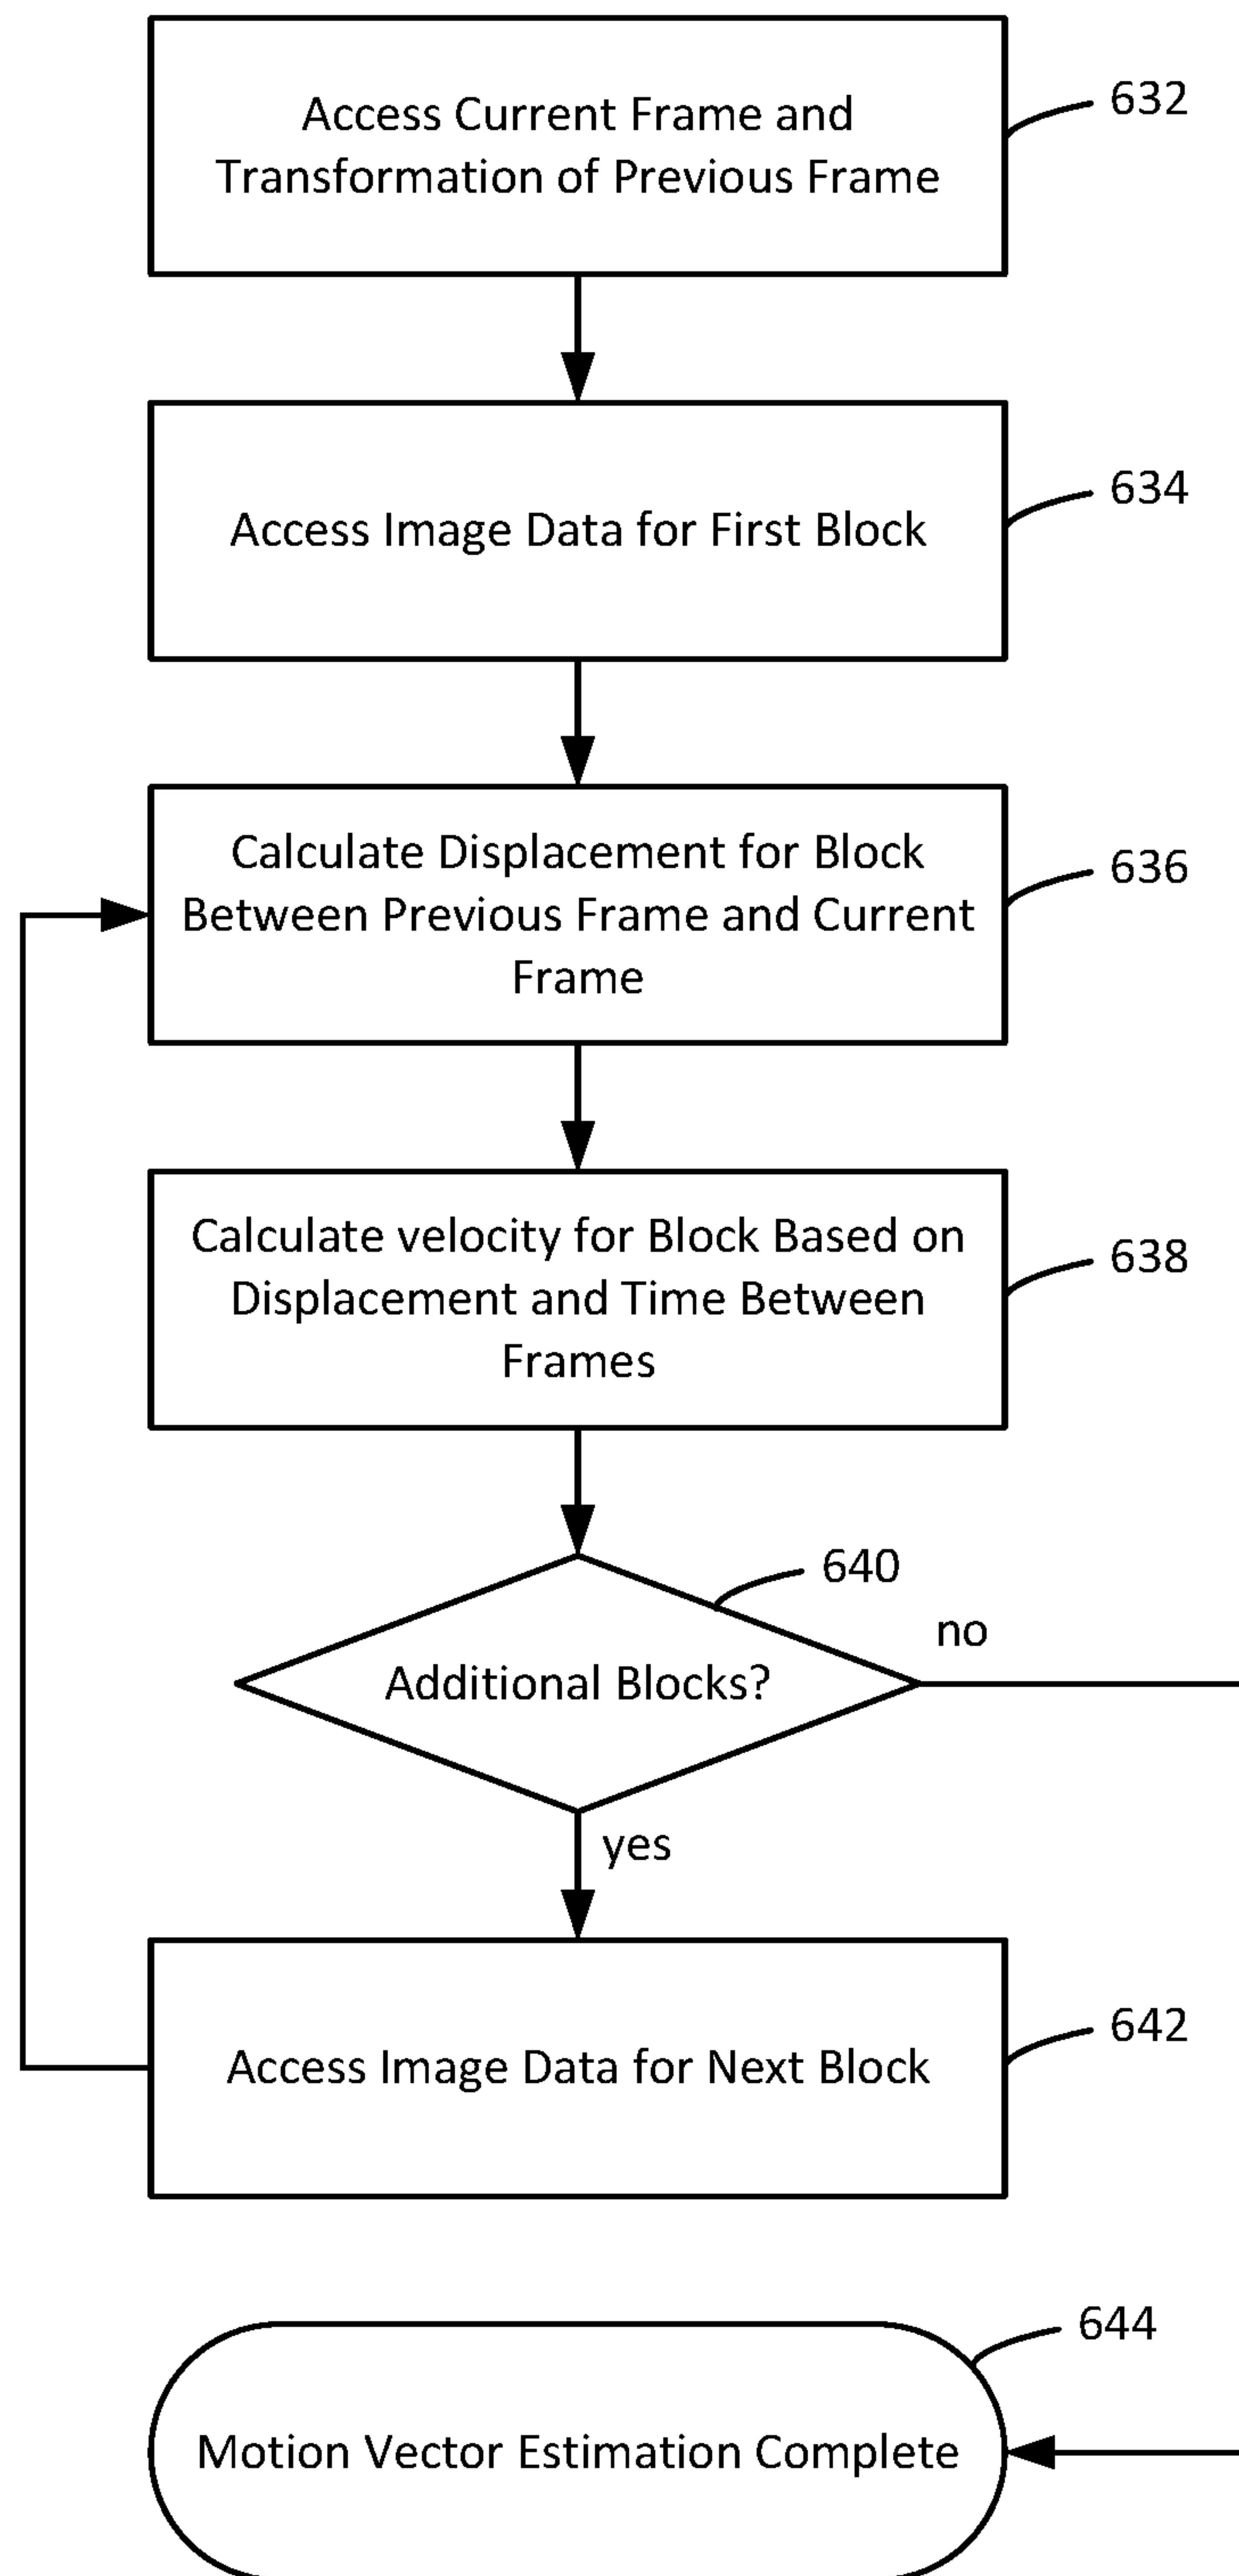 Access Current Frame and
Transformation of Previous Frame
632
Access Image Data for First Block
634
Calculate Displacement for Block
Between Previous Frame and Current
Frame
636
Calculate velocity for Block Based on
Displacement and Time Between
Frames
638
640
Additional Blocks?
no
yes
Access Image Data for Next Block
642
644
Motion Vector Estimation Complete